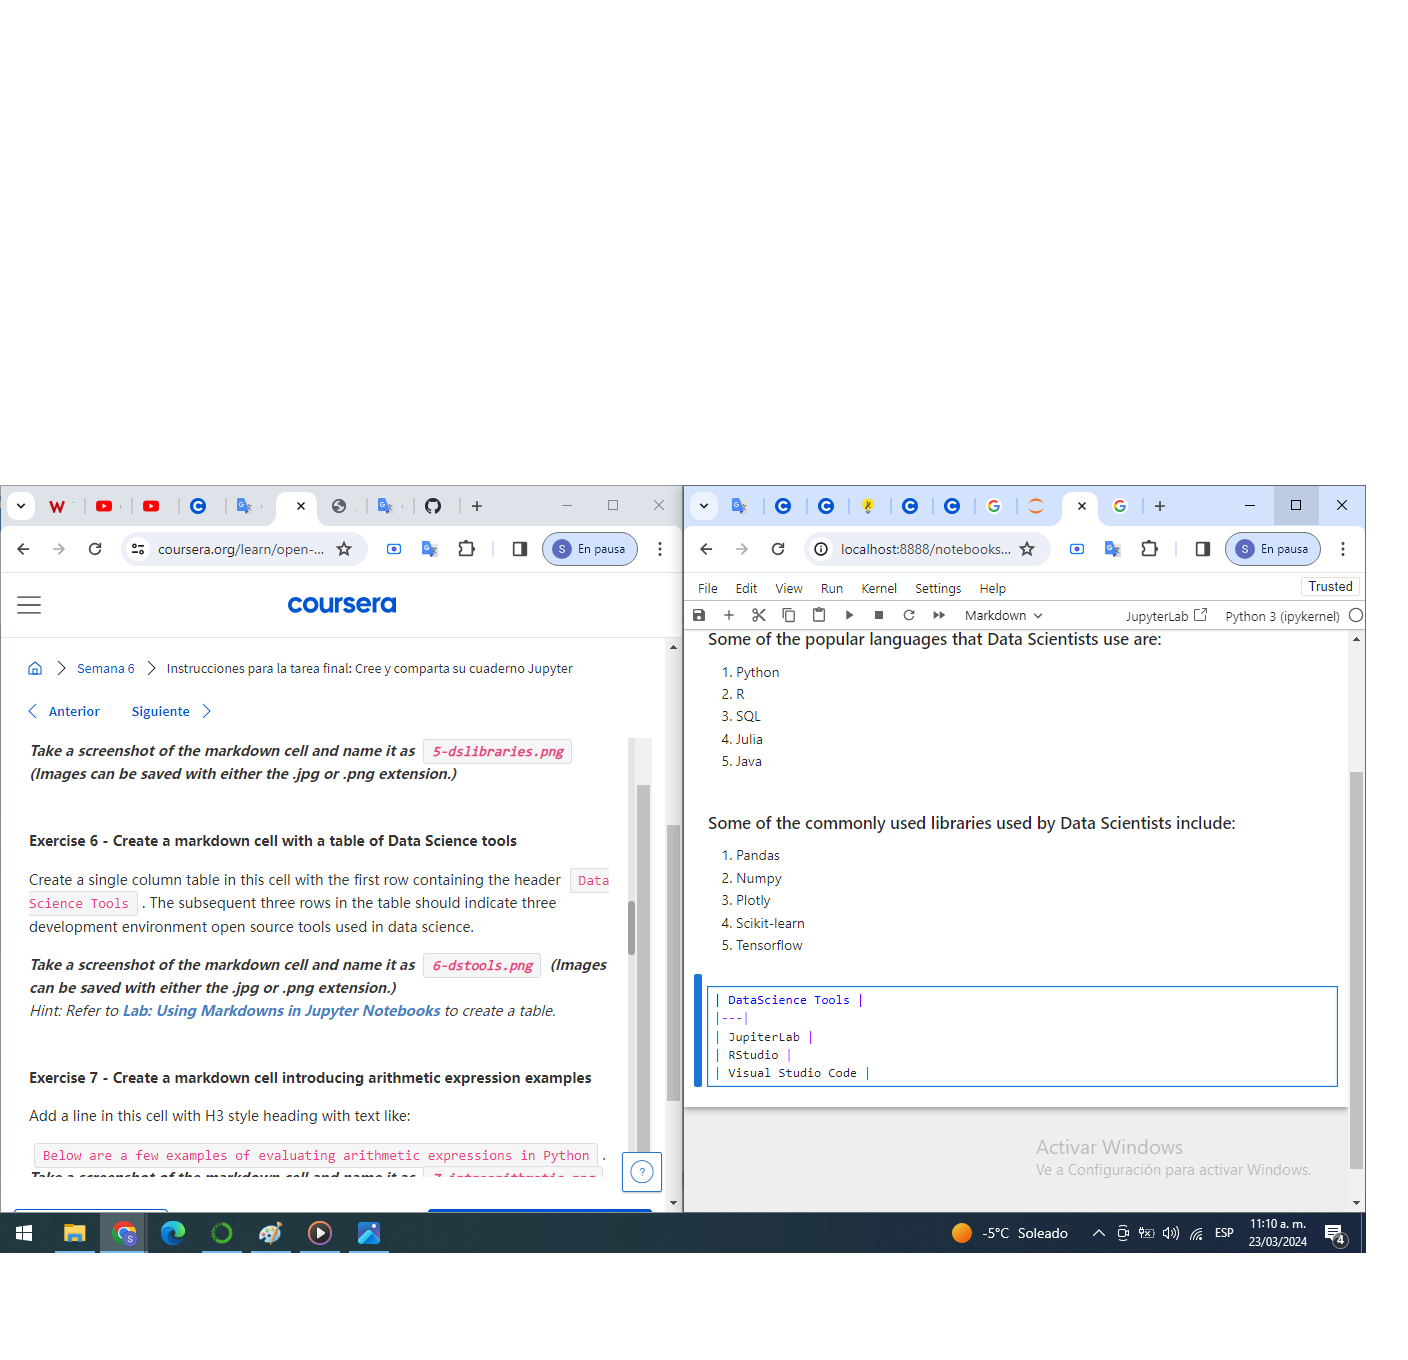 En pausa
coursera.org/learn/open-...
coursera
Semana 6
Instrucciones para la tarea final: Cree y comparta su cuaderno Jupyter
Anterior
Siguiente
Take a screenshot of the markdown cell and name it as 5-dslibraries.png
(Images can be saved with either the .jpg or .png extension.)
Exercise 6 - Create a markdown cell with a table of Data Science tools
Create a single column table in this cell with the first row containing the header Data
Science Tools . The subsequent three rows in the table should indicate three
development environment open source tools used in data science.
Take a screenshot of the markdown cell and name it as 6-dstools.png (Images
can be saved with either the .jpg or .png extension.)
Hint: Refer to Lab: Using Markdowns in Jupyter Notebooks to create a table.
Exercise 7 - Create a markdown cell introducing arithmetic expression examples
Add a line in this cell with H3 style heading with text like:
Below are a few examples of evaluating arithmetic expressions in Python .
Take a screenshot of the markdown cell and name it as
localhost:8888/notebooks...
En pausa
File Edit View Run Kernel Settings Help
Trusted
Markdown
JupyterLab
Python 3 (ipykernel)
Some of the popular languages that Data Scientists use are:
1. Python
2. R
3. SQL
4. Julia
5. Java
Some of the commonly used libraries used by Data Scientists include:
1. Pandas
2. Numpy
3. Plotly
4. Scikit-learn
5. Tensorflow
| DataScience Tools |
|---|
| JupiterLab |
| RStudio |
| Visual Studio Code |
Activar Windows
Ve a Configuración para activar Windows.
-5°C Soleado
ESP
11:10 a. m.
23/03/2024
4